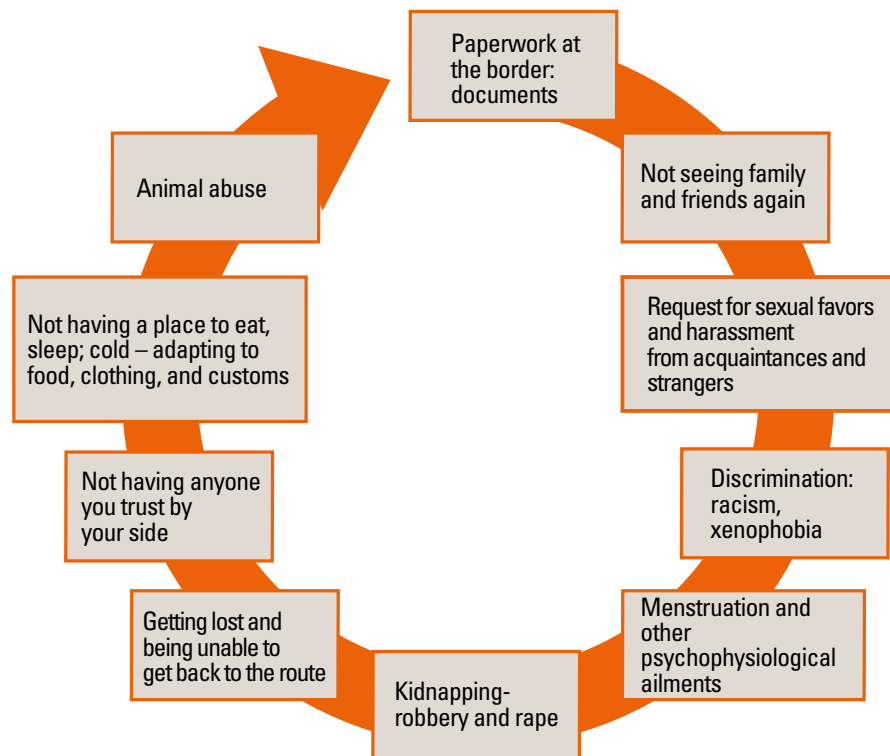 Paperwork at
the border:
documents
Not seeing family
and friends again
Request for sexual favors
and harassment
from acquaintances and
strangers
Discrimination:
racism,
xenophobia
Menstruation and
other
psychophysiological
ailments
Kidnapping-
robbery and rape
Getting lost and
being unable to
get back to the route
Not having anyone
you trust by
your side
Not having a place to eat,
sleep; cold – adapting to
food, clothing, and customs
Animal abuse